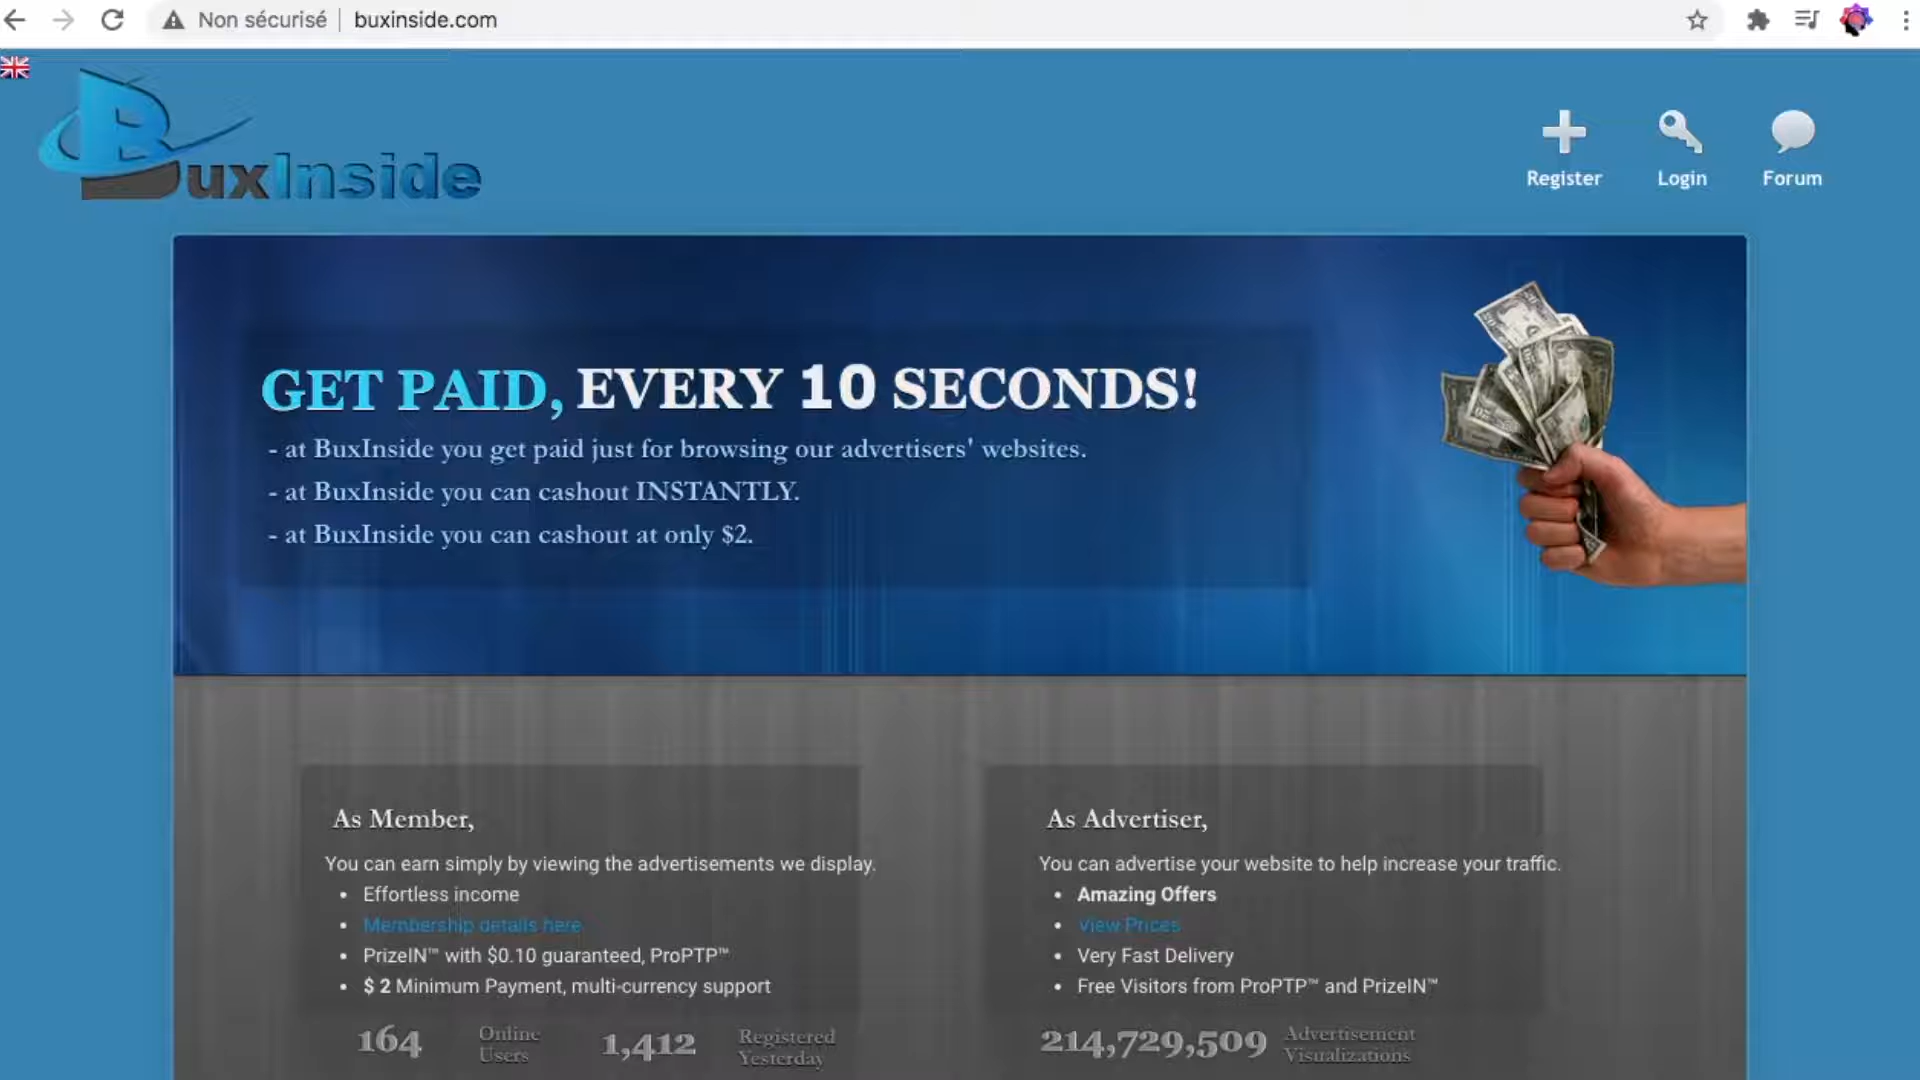 Non sécurisé | buxinside.com
BuxInside
Register Login Forum
GET PAID, EVERY 10 SECONDS!
- at BuxInside you get paid just for browsing our advertisers' websites.
- at BuxInside you can cashout INSTANTLY.
- at BuxInside you can cashout at only $2.
As Member,
You can earn simply by viewing the advertisements we display.
• Effortless income
• Membership details here
• PrizeIN™ with $0.10 guaranteed, ProPTP™
• $ 2 Minimum Payment, multi-currency support
164 Online Users
1,412 Registered Yesterday
As Advertiser,
You can advertise your website to help increase your traffic.
• Amazing Offers
• View Prices
• Very Fast Delivery
• Free Visitors from ProPTP™ and PrizeIN™
214,729,509 Advertisement Visualizations